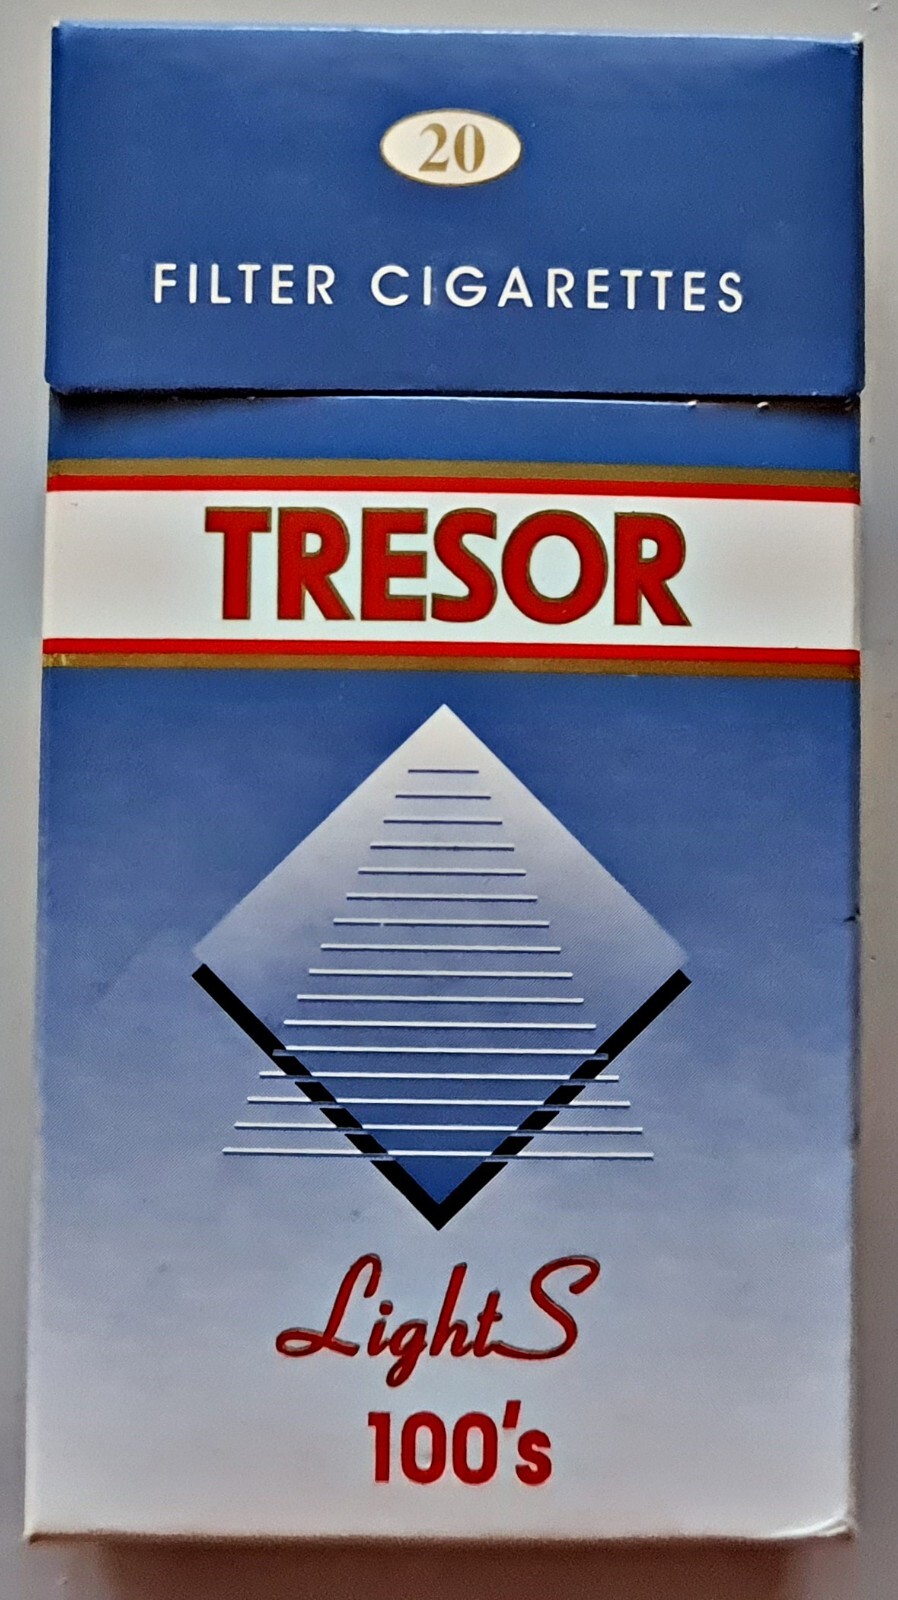 20
FILTER CIGARETTES
TRESOR
LightS
100's